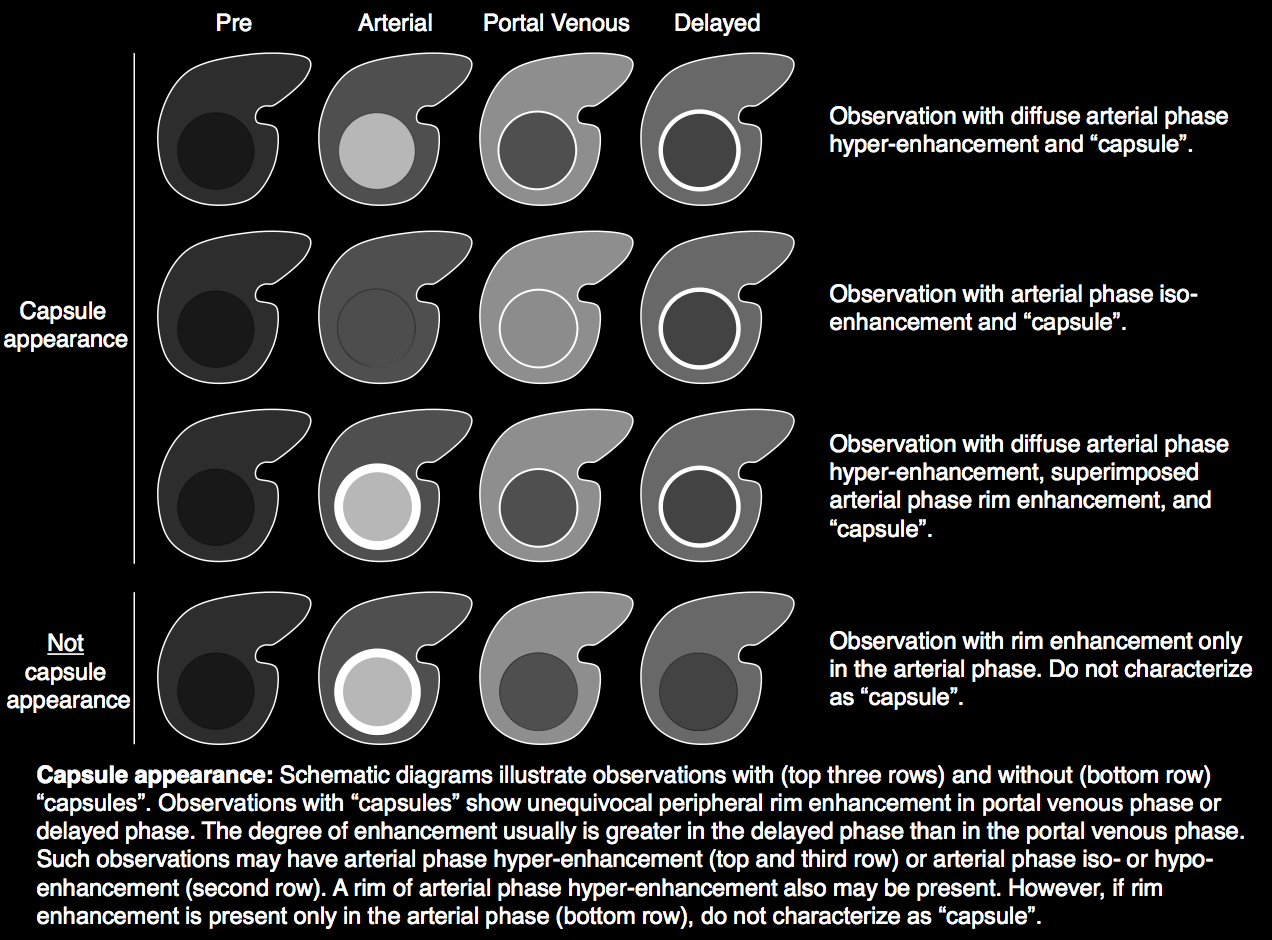 Pre Arterial Portal Venous Delayed
Observation with diffuse arterial phase
hyper-enhancement and “capsule”.
Capsule
appearance
Observation with arterial phase iso-
enhancement and “capsule”.
Observation with diffuse arterial phase
hyper-enhancement, superimposed
arterial phase rim enhancement, and
“capsule”.
Not
capsule
appearance
Observation with rim enhancement only
in the arterial phase. Do not characterize
as “capsule”.
Capsule appearance: Schematic diagrams illustrate observations with (top three rows) and without (bottom row)
“capsules”. Observations with “capsules” show unequivocal peripheral rim enhancement in portal venous phase or
delayed phase. The degree of enhancement usually is greater in the delayed phase than in the portal venous phase.
Such observations may have arterial phase hyper-enhancement (top and third row) or arterial phase iso- or hypo-
enhancement (second row). A rim of arterial phase hyper-enhancement also may be present. However, if rim
enhancement is present only in the arterial phase (bottom row), do not characterize as “capsule”.